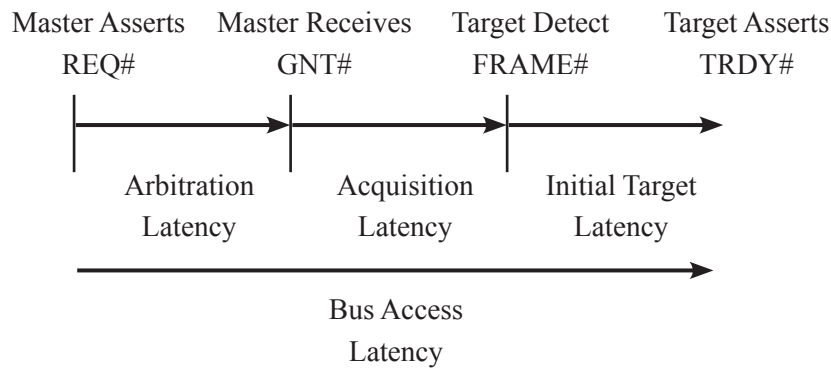 Master Asserts
REQ#
Master Receives
GNT#
Target Detect
FRAME#
Target Asserts
TRDY#
Arbitration
Latency
Acquisition
Latency
Initial Target
Latency
Bus Access
Latency